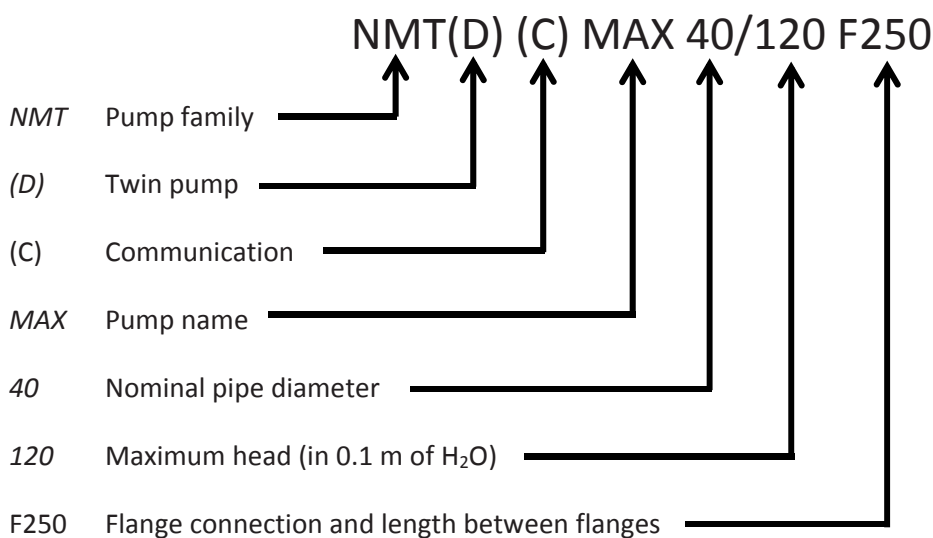 NMT(D) (C) MAX 40/120 F250
NMT Pump family
(D) Twin pump
(C) Communication
MAX Pump name
40 Nominal pipe diameter
120 Maximum head (in 0.1 m of H₂O)
F250 Flange connection and length between flanges